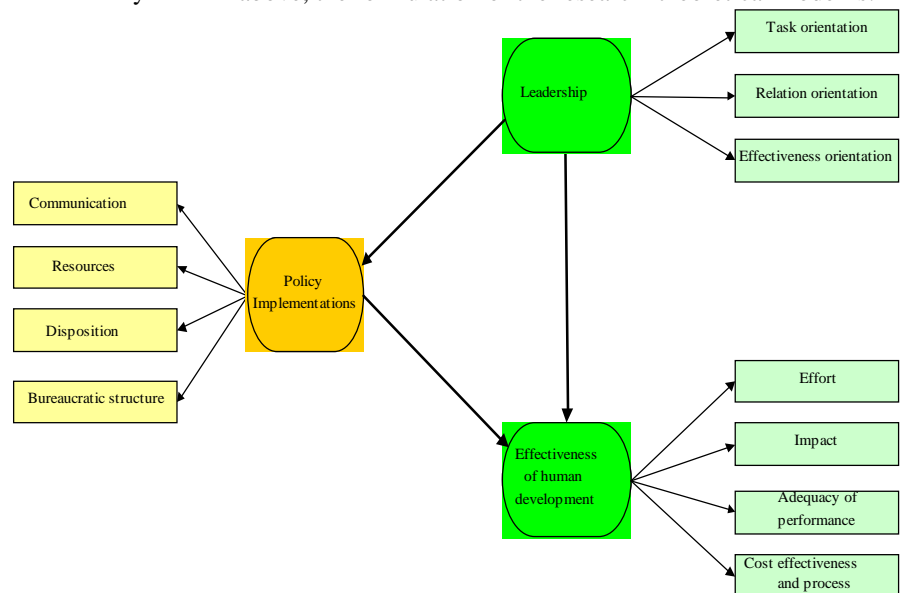 Task orientation
Leadership
Relation orientation
Effectiveness orientation
Communication
Resources
Policy
Implementations
Disposition
Bureaucratic structure
Effort
Impact
Effectiveness
of human
development
Adequacy of
performance
Cost effectiveness
and process